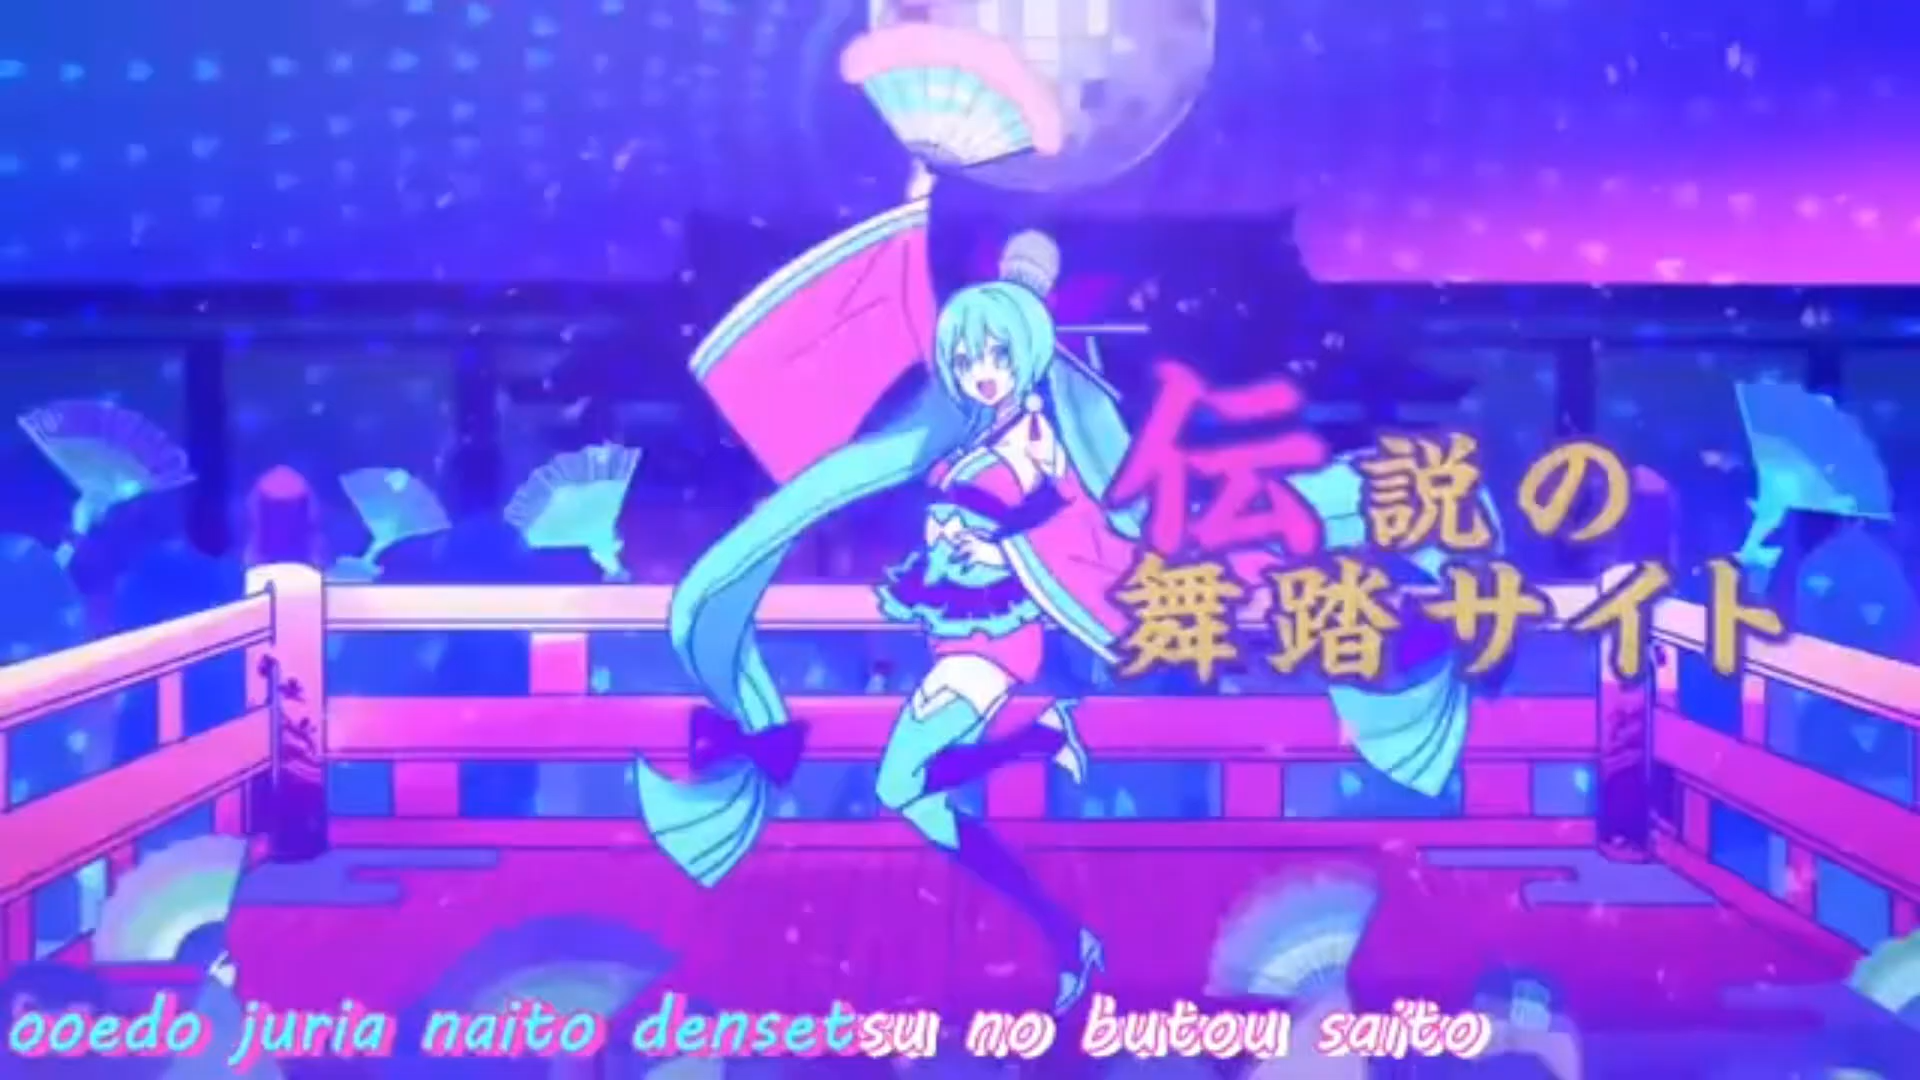 伝説の
舞踏サイト
ooedo juria naito densetsu no butou saito